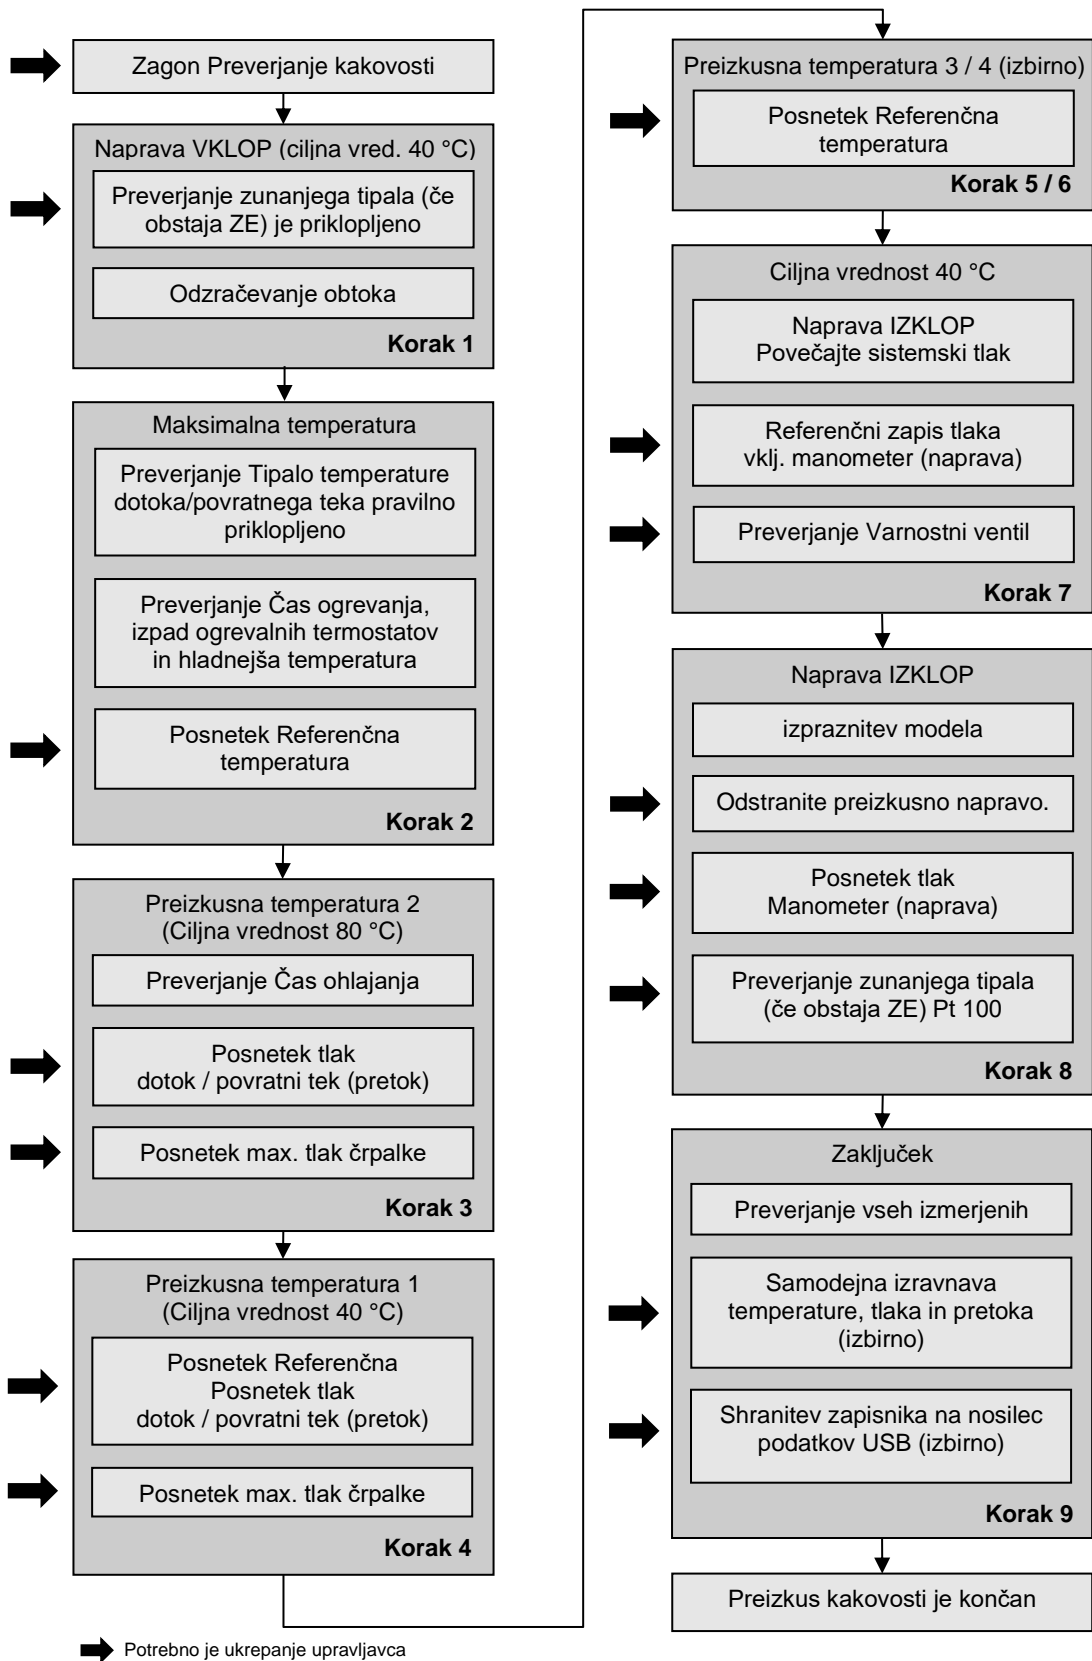 Zagon Preverjanje kakovosti
Naprava VKLOP (ciljna vred. 40 °C)
Preverjanje zunanjega tipala (če
obstaja ZE) je priklopljeno
Odzračevanje obtoka
Korak 1
Maksimalna temperatura
Preverjanje Tipalo temperature
dotoka/povratnega teka pravilno
priklopljeno
Preverjanje Čas ogrevanja,
izpad ogrevalnih termostatov
in hladnejša temperatura
Posnetek Referenčna
temperatura
Korak 2
Preizkusna temperatura 2
(Ciljna vrednost 80 °C)
Preverjanje Čas ohlajanja
Posnetek tlak
dotok / povratni tek (pretok)
Posnetek max. tlak črpalke
Korak 3
Preizkusna temperatura 1
(Ciljna vrednost 40 °C)
Posnetek Referenčna
Posnetek tlak
dotok / povratni tek (pretok)
Posnetek max. tlak črpalke
Korak 4
Preizkusna temperatura 3 / 4 (izbirno)
Posnetek Referenčna
temperatura
Korak 5 / 6
Ciljna vrednost 40 °C
Naprava IZKLOP
Povečajte sistemski tlak
Referenčni zapis tlaka
vklj. manometer (naprava)
Preverjanje Varnostni ventil
Korak 7
Naprava IZKLOP
izpraznitev modela
Odstranite preizkusno napravo.
Posnetek tlak
Manometer (naprava)
Preverjanje zunanjega tipala
(če obstaja ZE) Pt 100
Korak 8
Zaključek
Preverjanje vseh izmerjenih
Samodejna izravnava
temperature, tlaka in pretoka
(izbirno)
Shranitev zapisnika na nosilec
podatkov USB (izbirno)
Korak 9
Preizkus kakovosti je končan
Potrebno je ukrepanje upravljavca